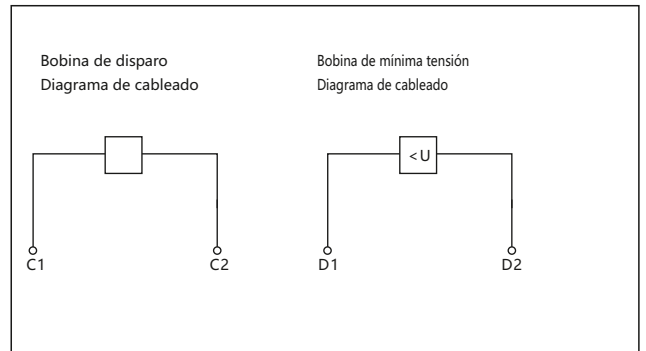 Bobina de disparo
Diagrama de cableado
Bobina de mínima tensión
Diagrama de cableado
<U
C1
C2
D1
D2